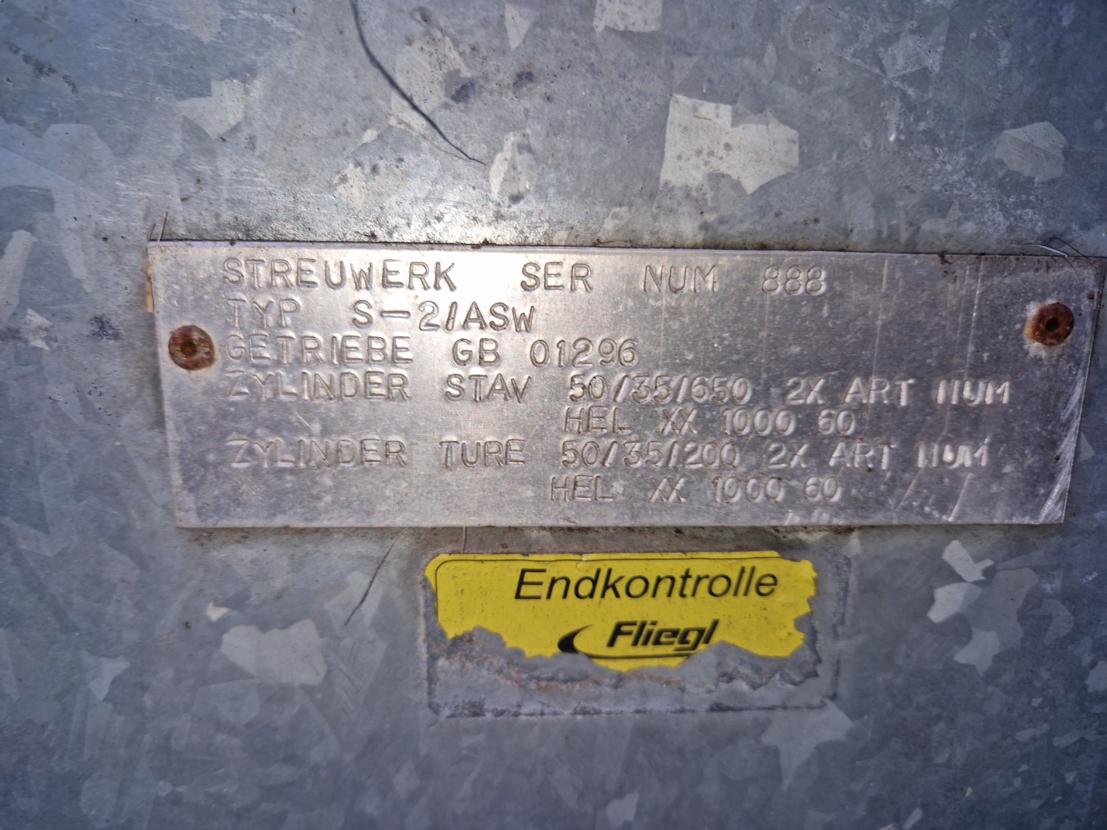 STREUWERK SER NUM 888
TYP S-2/ASW
GETRIEBE GB 01296
ZYLINDER STAV 50/35/650 2X ART NUM
HEL XX 1000 60
ZYLINDER TURE 50/35/200 2X ART NUM
HEL XX 1000 60
Endkontrolle
Fliegl